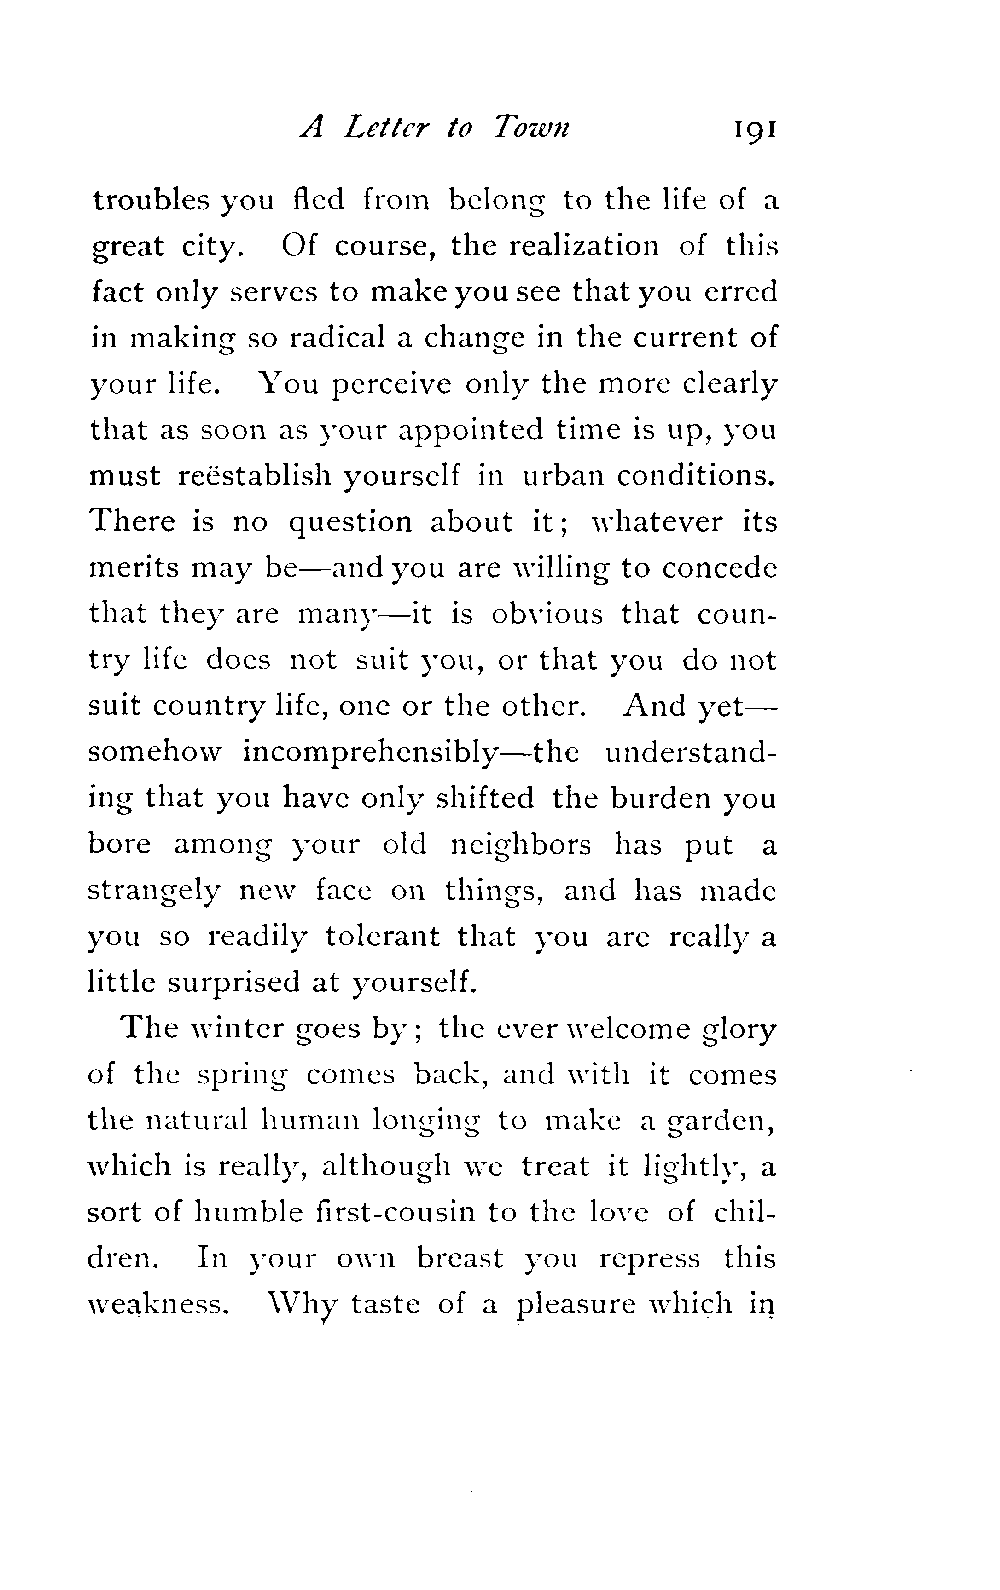 A Letter to Town 191
troubles you fled from belong to the life of a
great city. Of course, the realization of this
fact only serves to make you see that you erred
in making so radical a change in the current of
your life. You perceive only the more clearly
that as soon as your appointed time is up, you
must reëstablish yourself in urban conditions.
There is no question about it; whatever its
merits may be—and you are willing to concede
that they are many—it is obvious that coun-
try life does not suit you, or that you do not
suit country life, one or the other. And yet—
somehow incomprehensibly—the understand-
ing that you have only shifted the burden you
bore among your old neighbors has put a
strangely new face on things, and has made
you so readily tolerant that you are really a
little surprised at yourself.
The winter goes by; the ever welcome glory
of the spring comes back, and with it comes
the natural human longing to make a garden,
which is really, although we treat it lightly, a
sort of humble first-cousin to the love of chil-
dren. In your own breast you repress this
weakness. Why taste of a pleasure which in